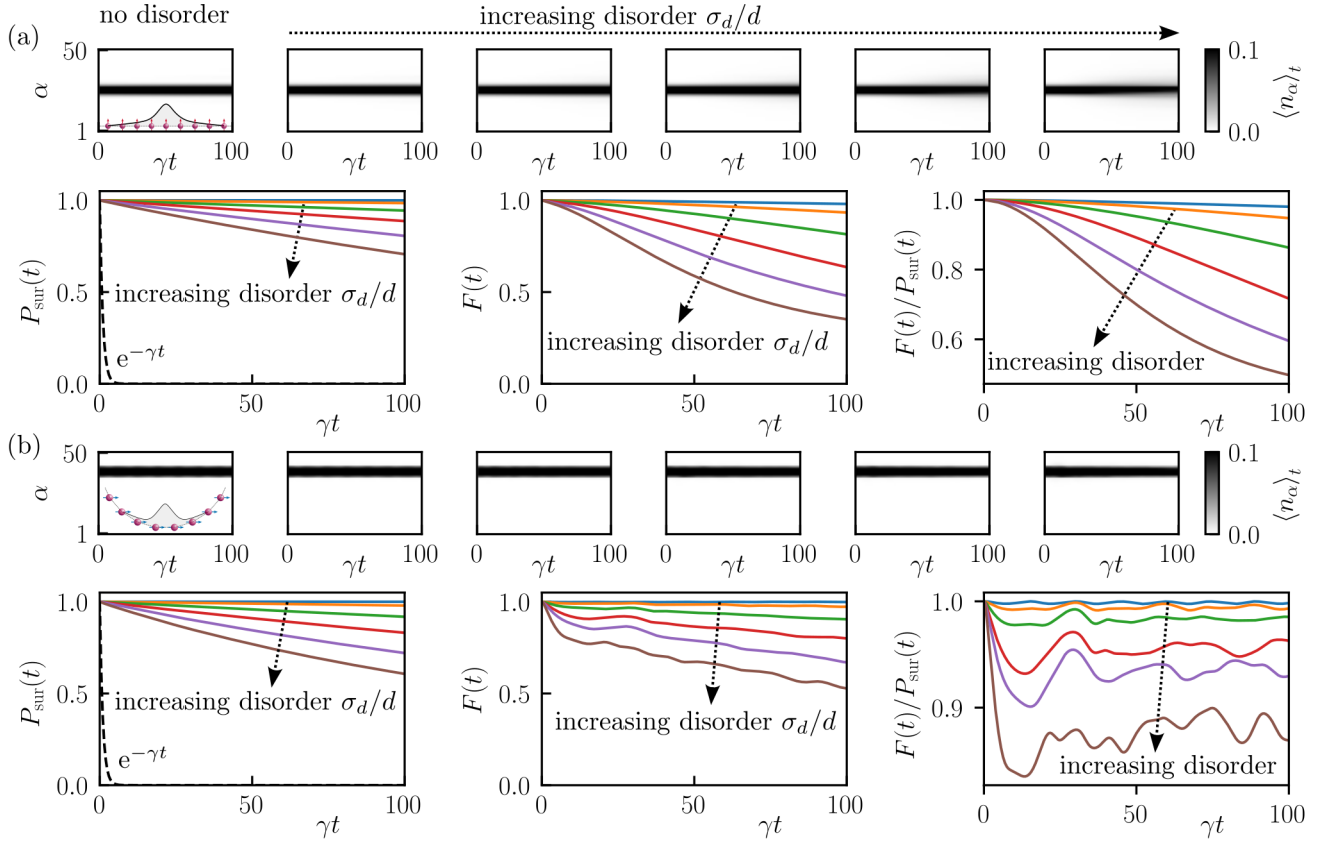 no disorder
increasing disorder σ_d/d
(a)
50
α
1
0 γt 100
0 γt 100
0 γt 100
0 γt 100
0 γt 100
0 γt 100
0.1
0.0
⟨n_α⟩_t
1.0
0.5
0.0
P_sur(t)
increasing disorder σ_d/d
e^{−γt}
0 50 100
γt
1.0
0.5
0.0
F(t)
increasing disorder σ_d/d
0 50 100
γt
1.0
0.8
0.6
F(t)/P_sur(t)
increasing disorder
0 50 100
γt
(b)
50
α
1
0 γt 100
0 γt 100
0 γt 100
0 γt 100
0 γt 100
0 γt 100
0.1
0.0
⟨n_α⟩_t
1.0
0.5
0.0
P_sur(t)
increasing disorder σ_d/d
e^{−γt}
0 50 100
γt
1.0
0.5
0.0
F(t)
increasing disorder σ_d/d
0 50 100
γt
1.0
0.9
F(t)/P_sur(t)
increasing disorder
0 50 100
γt